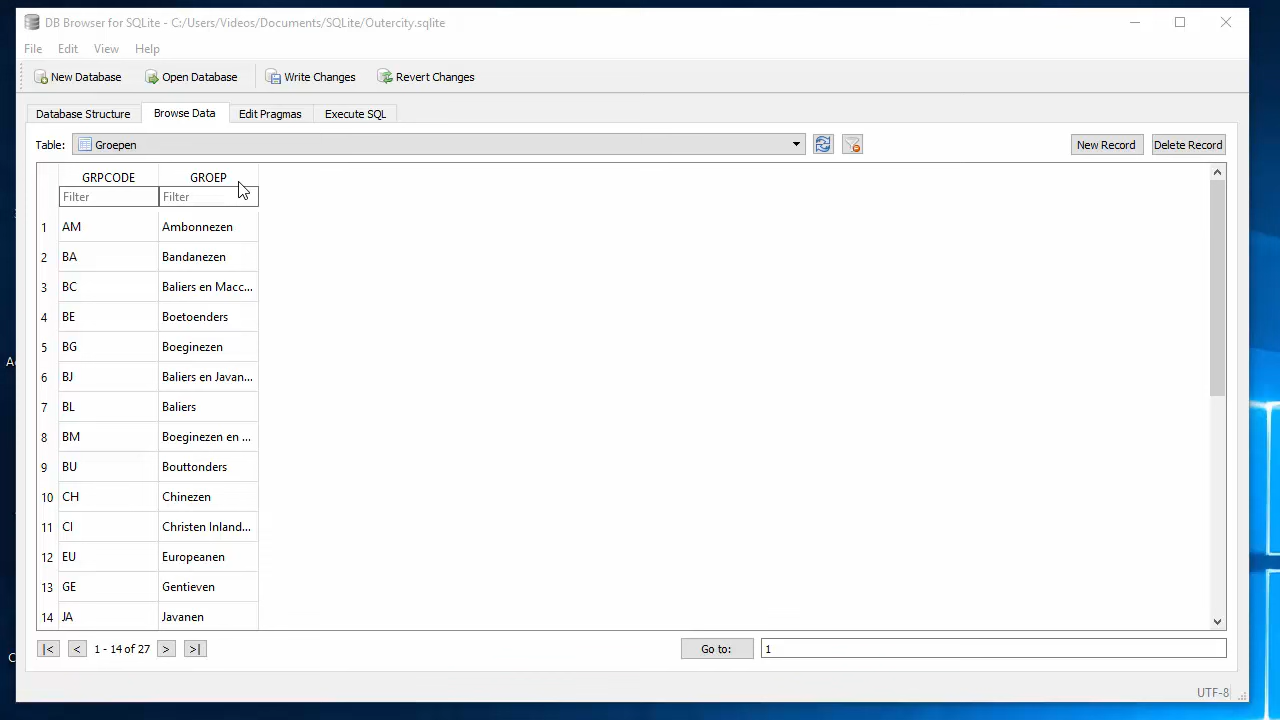 DB Browser for SQLite - C:/Users/Videos/Documents/SQLite/Outercity.sqlite
File Edit View Help
New Database Open Database Write Changes Revert Changes
Database Structure Browse Data Edit Pragmas Execute SQL
Table: Groepen New Record Delete Record
GRPCODE GROEP
Filter Filter
1 AM Ambonnezen
2 BA Bandanezen
3 BC Baliers en Macc...
4 BE Boetoenders
5 BG Boeginezen
6 BJ Baliers en Javan...
7 BL Baliers
8 BM Boeginezen en ...
9 BU Bouttonders
10 CH Chinezen
11 CI Christen Inland...
12 EU Europeanen
13 GE Gentieven
14 JA Javanen
|< < 1 - 14 of 27 > >| Go to: 1
UTF-8